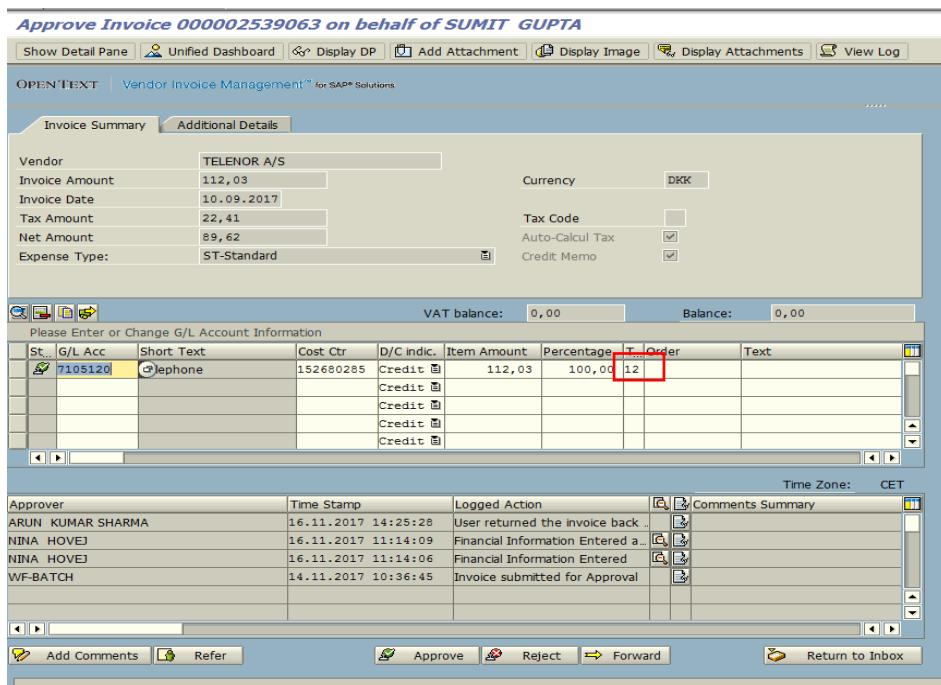 Approve Invoice 000002539063 on behalf of SUMIT GUPTA
Show Detail Pane Unified Dashboard Display DP Add Attachment Display Image Display Attachments View Log
OPENTEXT | Vendor Invoice Management™ for SAP® Solutions
Invoice Summary Additional Details
Vendor TELENOR A/S
Invoice Amount 112,03 Currency DKK
Invoice Date 10.09.2017
Tax Amount 22,41 Tax Code
Net Amount 89,62 Auto-Calcul Tax
Expense Type: ST-Standard Credit Memo
VAT balance: 0,00 Balance: 0,00
Please Enter or Change G/L Account Information
St.. G/L Acc Short Text Cost Ctr D/C indic. Item Amount Percentage T... Order Text
7105120 lephone 152680285 Credit 112,03 100,00 12
Credit
Credit
Credit
Credit
Time Zone: CET
Approver Time Stamp Logged Action Comments Summary
ARUN KUMAR SHARMA 16.11.2017 14:25:28 User returned the invoice back ..
NINA HOVEJ 16.11.2017 11:14:09 Financial Information Entered a...
NINA HOVEJ 16.11.2017 11:14:06 Financial Information Entered
WF-BATCH 14.11.2017 10:36:45 Invoice submitted for Approval
Add Comments Refer Approve Reject Forward Return to Inbox